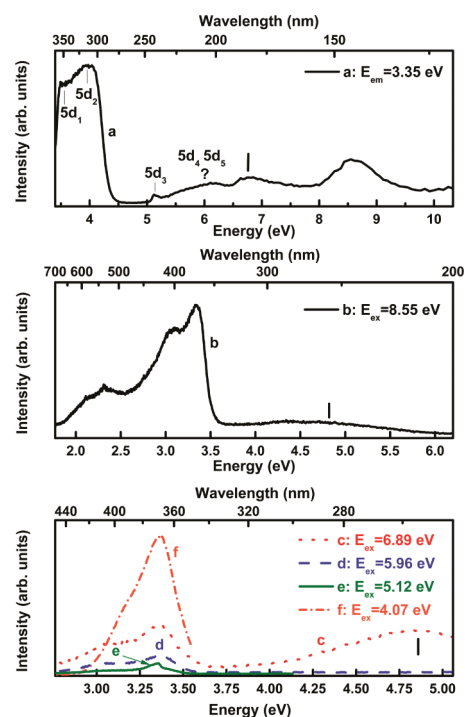 Wavelength (nm)
350 300 250 200 150
Intensity (arb. units)
a: Eem=3.35 eV
5d1
5d2
a
5d3
5d4 5d5
?
I
4 5 6 7 8 9 10
Energy (eV)
Wavelength (nm)
700 600 500 400 300 200
Intensity (arb. units)
b: Eex=8.55 eV
b
I
2.0 2.5 3.0 3.5 4.0 4.5 5.0 5.5 6.0
Energy (eV)
Wavelength (nm)
440 400 360 320 280 250
Intensity (arb. units)
c: Eex=6.89 eV
d: Eex=5.96 eV
e: Eex=5.12 eV
f: Eex=4.07 eV
f
e
d
c
I
3.00 3.25 3.50 3.75 4.00 4.25 4.50 4.75 5.00
Energy (eV)